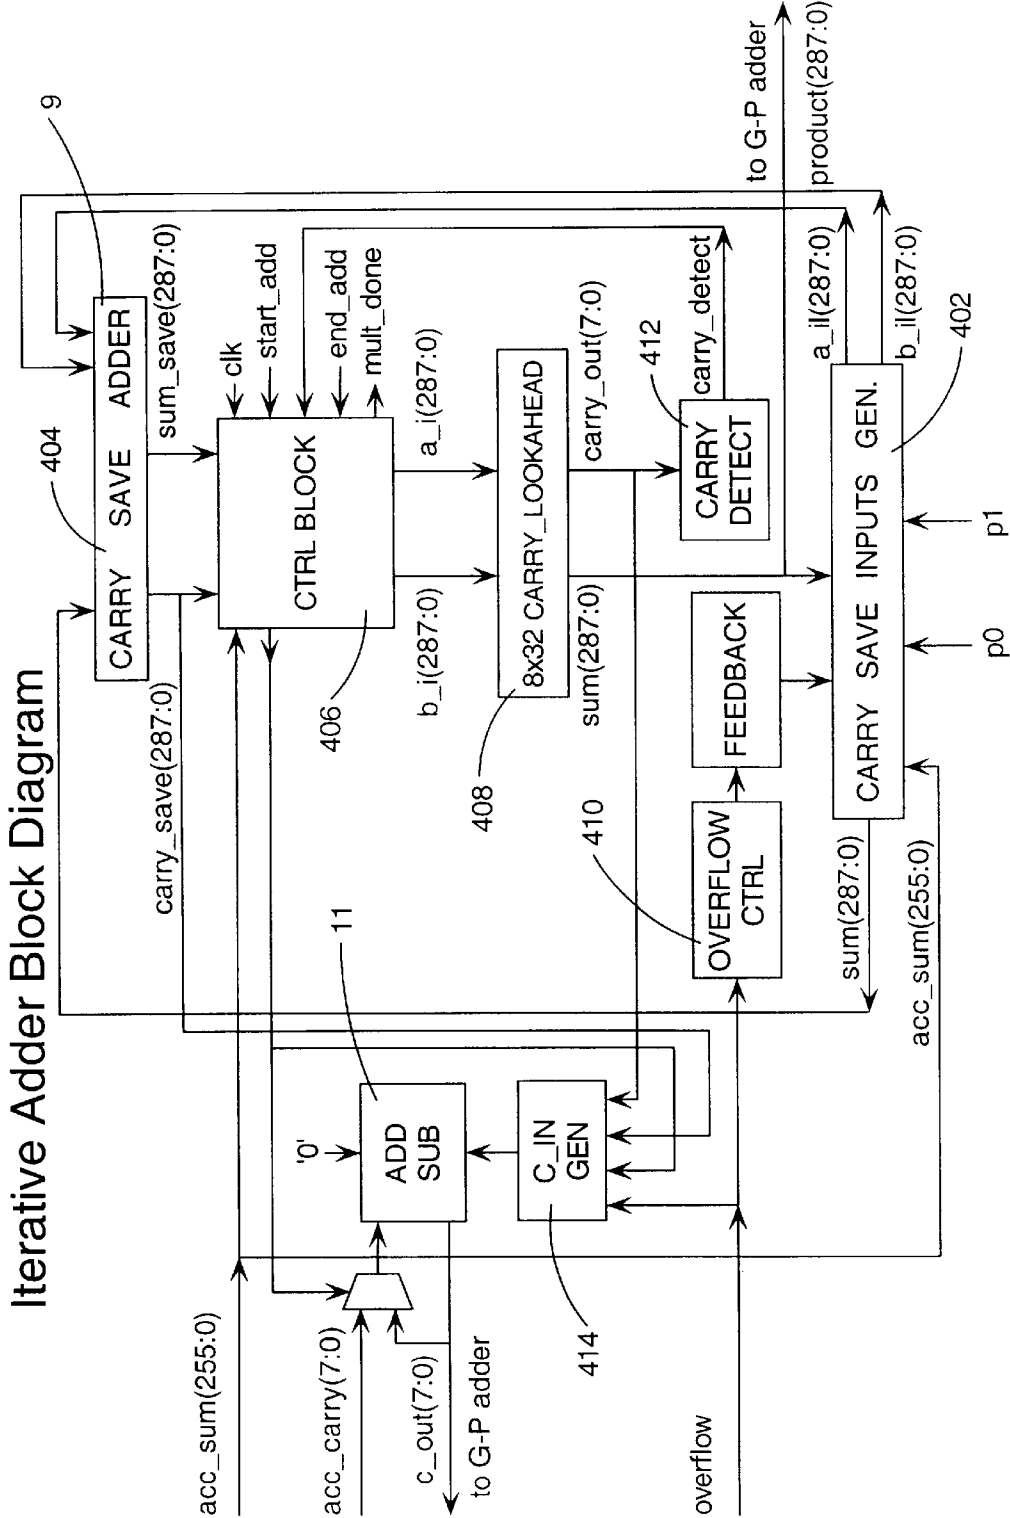 Iterative Adder Block Diagram
9
404
CARRY SAVE ADDER
carry_save(287:0)
sum_save(287:0)
acc_sum(255:0)
clk
start_add
end_add
mult_done
CTRL BLOCK
406
b_i(287:0)
a_i(287:0)
11
'0'
ADD
SUB
acc_carry(7:0)
c_out(7:0)
to G-P adder
8x32 CARRY_LOOKAHEAD
408
sum(287:0)
carry_out(7:0)
C_IN
GEN
414
412
CARRY
DETECT
carry_detect
410
OVERFLOW
CTRL
FEEDBACK
overflow
to G-P adder
product(287:0)
a_il(287:0)
b_il(287:0)
CARRY SAVE INPUTS GEN.
402
sum(287:0)
acc_sum(255:0)
p0
p1